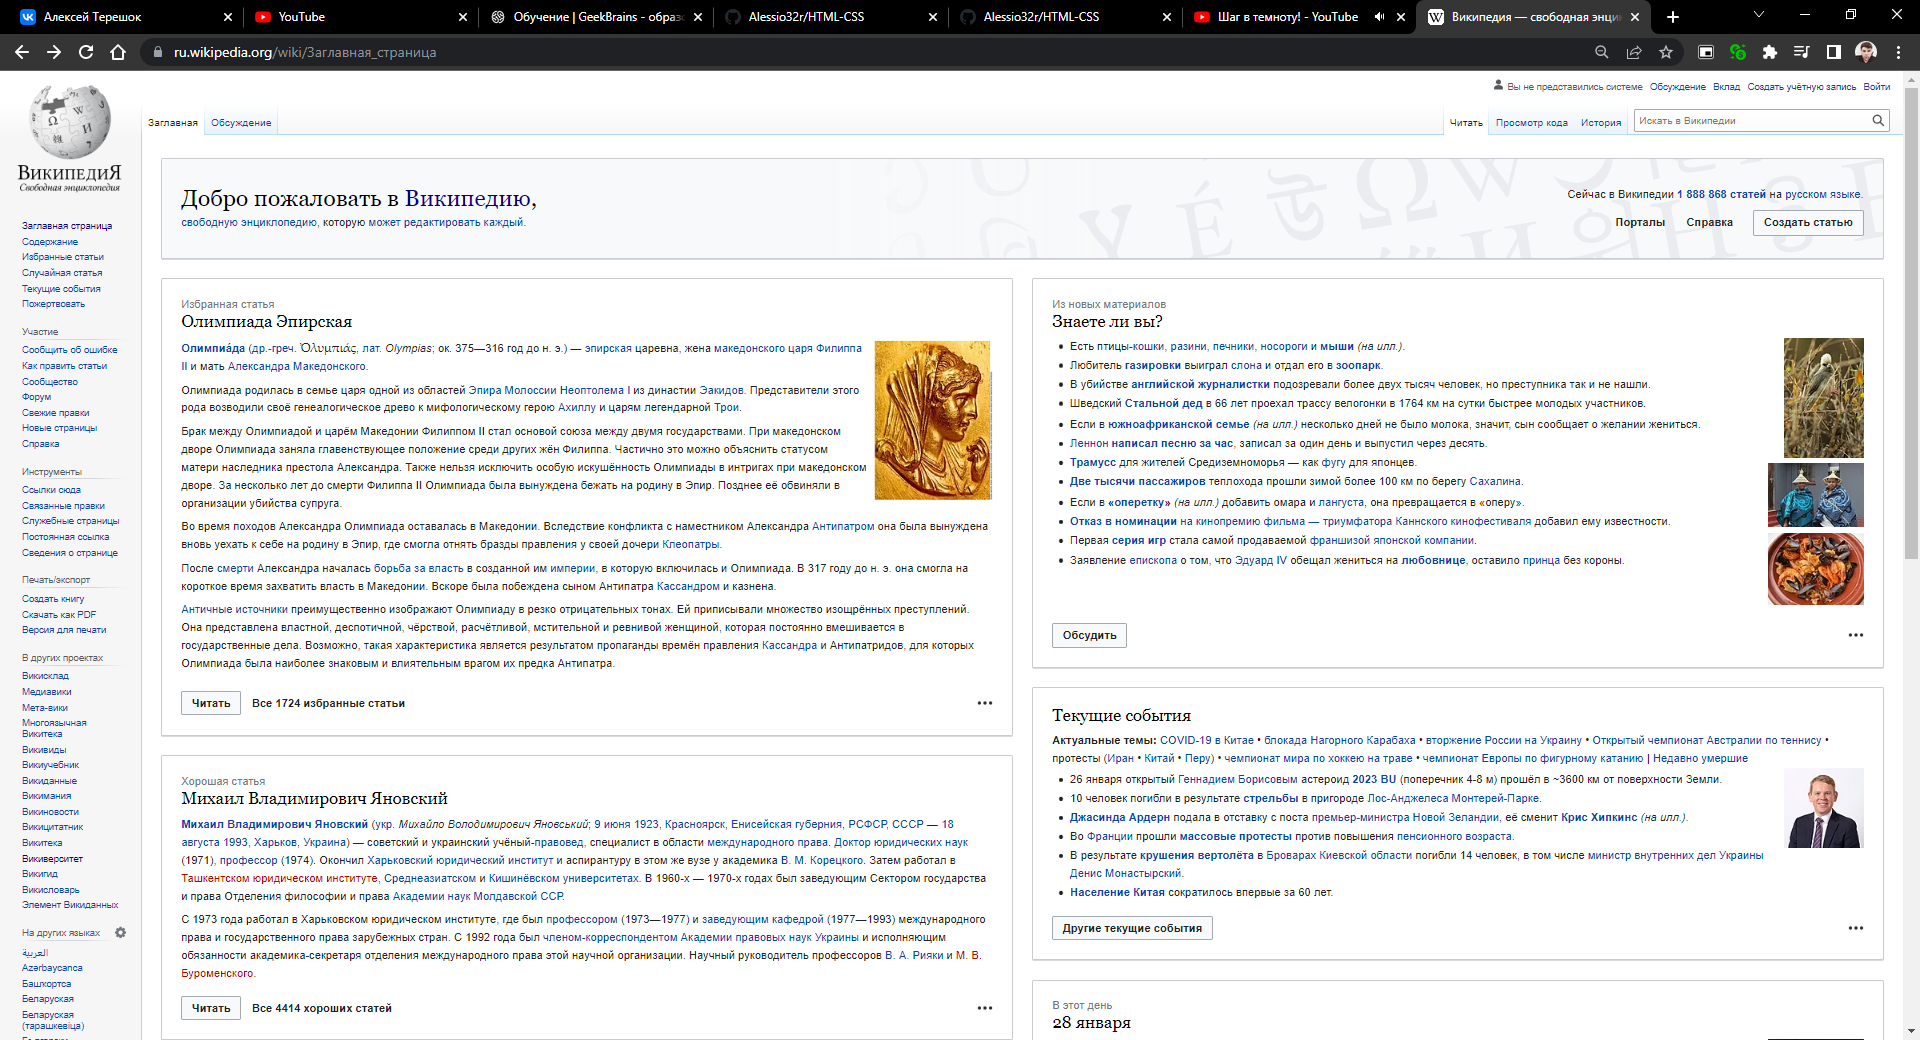 Алексей Терешок
YouTube
Обучение | GeekBrains - образо
Alessio32r/HTML-CSS
Alessio32r/HTML-CSS
Шаг в темноту! - YouTube
Википедия — свободная энци
ru.wikipedia.org/wiki/Заглавная_страница
Вы не представились системе Обсуждение Вклад Создать учётную запись Войти
Заглавная Обсуждение
Читать Просмотр кода История Искать в Википедии
ВикипедиЯ
Свободная энциклопедия
Заглавная страница
Содержание
Избранные статьи
Случайная статья
Текущие события
Пожертвовать
Участие
Сообщить об ошибке
Как править статьи
Сообщество
Форум
Свежие правки
Новые страницы
Справка
Инструменты
Ссылки сюда
Связанные правки
Служебные страницы
Постоянная ссылка
Сведения о странице
Печать/экспорт
Создать книгу
Скачать как PDF
Версия для печати
В других проектах
Викисклад
Медиавики
Мета-вики
Многоязычная
Викитека
Викивиды
Викиучебник
Викиданные
Викимания
Викиновости
Викицитатник
Викитека
Викиверситет
Викигид
Викисловарь
Элемент Викиданных
На других языках
العربية
Azərbaycanca
Башҡортса
Беларуская
Беларуская
(тарашкевіца)
Добро пожаловать в Википедию,
свободную энциклопедию, которую может редактировать каждый.
Сейчас в Википедии 1 888 868 статей на русском языке.
Порталы Справка Создать статью
Избранная статья
Олимпиада Эпирская
Олимпиа́да (др.-греч. Ὀλυμπιάς, лат. Olympias; ок. 375—316 год до н. э.) — эпирская царевна, жена македонского царя Филиппа
II и мать Александра Македонского.
Олимпиада родилась в семье царя одной из областей Эпира Молоссии Неоптолема I из династии Эакидов. Представители этого
рода возводили своё генеалогическое древо к мифологическому герою Ахиллу и царям легендарной Трои.
Брак между Олимпиадой и царём Македонии Филиппом II стал основой союза между двумя государствами. При македонском
дворе Олимпиада заняла главенствующее положение среди других жён Филиппа. Частично это можно объяснить статусом
матери наследника престола Александра. Также нельзя исключить особую искушённость Олимпиады в интригах при македонском
дворе. За несколько лет до смерти Филиппа II Олимпиада была вынуждена бежать на родину в Эпир. Позднее её обвиняли в
организации убийства супруга.
Во время походов Александра Олимпиада оставалась в Македонии. Вследствие конфликта с наместником Александра Антипатром она была вынуждена
вновь уехать к себе на родину в Эпир, где смогла отнять бразды правления у своей дочери Клеопатры.
После смерти Александра началась борьба за власть в созданной им империи, в которую включилась и Олимпиада. В 317 году до н. э. она смогла на
короткое время захватить власть в Македонии. Вскоре была побеждена сыном Антипатра Кассандром и казнена.
Античные источники преимущественно изображают Олимпиаду в резко отрицательных тонах. Ей приписывали множество изощрённых преступлений.
Она представлена властной, деспотичной, чёрствой, расчётливой, мстительной и ревнивой женщиной, которая постоянно вмешивается в
государственные дела. Возможно, такая характеристика является результатом пропаганды времён правления Кассандра и Антипатридов, для которых
Олимпиада была наиболее знаковым и влиятельным врагом их предка Антипатра.
Читать Все 1724 избранные статьи
Хорошая статья
Михаил Владимирович Яновский
Михаил Владимирович Яновский (укр. Михайло Володимирович Яновський; 9 июня 1923, Красноярск, Енисейская губерния, РСФСР, СССР — 18
августа 1993, Харьков, Украина) — советский и украинский учёный-правовед, специалист в области международного права. Доктор юридических наук
(1971), профессор (1974). Окончил Харьковский юридический институт и аспирантуру в этом же вузе у академика В. М. Корецкого. Затем работал в
Ташкентском юридическом институте, Среднеазиатском и Кишинёвском университетах. В 1960-х — 1970-х годах был заведующим Сектором государства
и права Отделения философии и права Академии наук Молдавской ССР.
С 1973 года работал в Харьковском юридическом институте, где был профессором (1973—1977) и заведующим кафедрой (1977—1993) международного
права и государственного права зарубежных стран. С 1992 года был членом-корреспондентом Академии правовых наук Украины и исполняющим
обязанности академика-секретаря отделения международного права этой научной организации. Научный руководитель профессоров В. А. Рияки и М. В.
Буроменского.
Читать Все 4414 хороших статей
Из новых материалов
Знаете ли вы?
Есть птицы-кошки, разини, печники, носороги и мыши (на илл.).
Любитель газировки выиграл слона и отдал его в зоопарк.
В убийстве английской журналистки подозревали более двух тысяч человек, но преступника так и не нашли.
Шведский Стальной дед в 66 лет проехал трассу велогонки в 1764 км на сутки быстрее молодых участников.
Если в южноафриканской семье (на илл.) несколько дней не было молока, значит, сын сообщает о желании жениться.
Леннон написал песню за час, записал за один день и выпустил через десять.
Трамусс для жителей Средиземноморья — как фугу для японцев.
Две тысячи пассажиров теплохода прошли зимой более 100 км по берегу Сахалина.
Если в «оперетку» (на илл.) добавить омара и лангуста, она превращается в «оперу».
Отказ в номинации на кинопремию фильма — триумфатора Каннского кинофестиваля добавил ему известности.
Первая серия игр стала самой продаваемой франшизой японской компании.
Заявление епископа о том, что Эдуард IV обещал жениться на любовнице, оставило принца без короны.
Обсудить
Текущие события
Актуальные темы: COVID-19 в Китае • блокада Нагорного Карабаха • вторжение России на Украину • Открытый чемпионат Австралии по теннису •
протесты (Иран • Китай • Перу) • чемпионат мира по хоккею на траве • чемпионат Европы по фигурному катанию | Недавно умершие
26 января открытый Геннадием Борисовым астероид 2023 BU (поперечник 4-8 м) прошёл в ~3600 км от поверхности Земли.
10 человек погибли в результате стрельбы в пригороде Лос-Анджелеса Монтерей-Парке.
Джасинда Ардерн подала в отставку с поста премьер-министра Новой Зеландии, её сменит Крис Хипкинс (на илл.).
Во Франции прошли массовые протесты против повышения пенсионного возраста.
В результате крушения вертолёта в Броварах Киевской области погибли 14 человек, в том числе министр внутренних дел Украины
Денис Монастырский.
Население Китая сократилось впервые за 60 лет.
Другие текущие события
В этот день
28 января